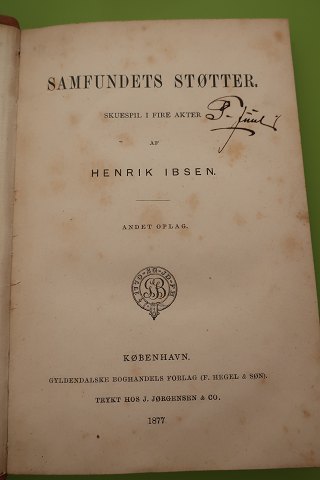 SAMFUNDETS STØTTER.
SKUESPIL I FIRE AKTER
AF
HENRIK IBSEN.
ANDET OPLAG.
KØBENHAVN.
GYLDENDALSKE BOGHANDELS FORLAG (F. HEGEL & SØN).
TRYKT HOS J. JØRGENSEN & CO.
1877